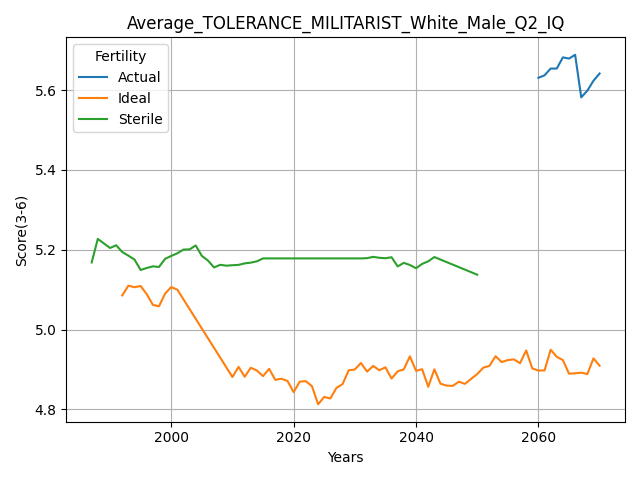 Average_TOLERANCE_MILITARIST_White_Male_Q2_IQ
Fertility
Actual
Ideal
Sterile
Score(3-6)
5.6
5.4
5.2
5.0
4.8
2000
2020
2040
2060
Years